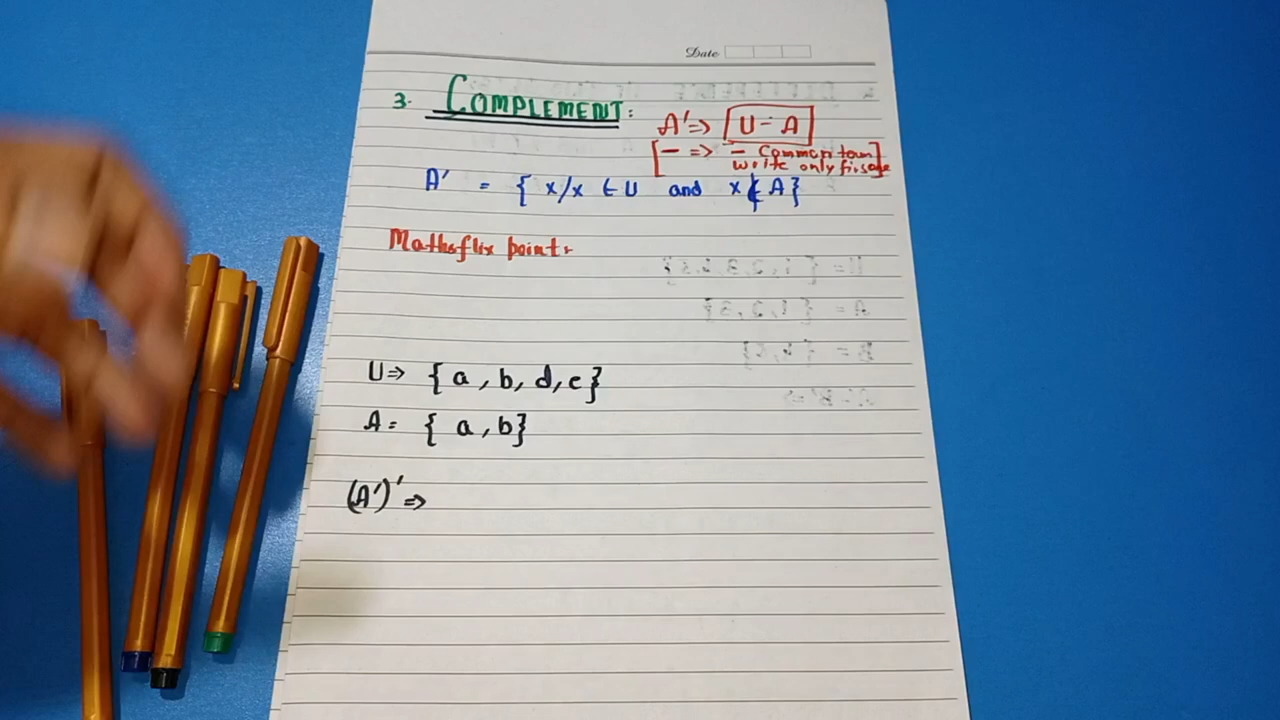 Date
3. COMPLEMENT:
A' => U - A
[- => - Common term
write only first set]
A' = { x/x ∈ U and x ∉ A}
Mathsflix point:
U => { a , b, d, e}
A = { a , b}
(A')' =>